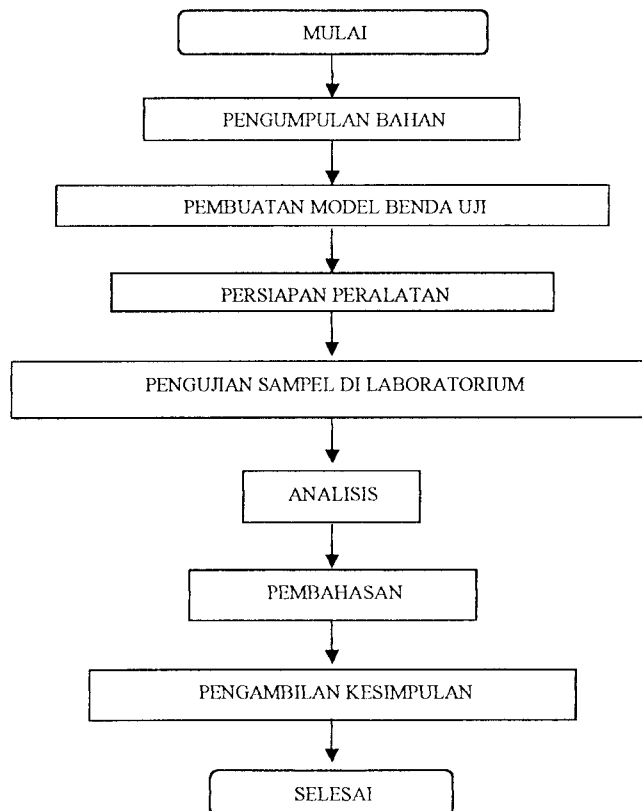 MULAI
PENGUMPULAN BAHAN
PEMBUATAN MODEL BENDA UJI
PERSIAPAN PERALATAN
PENGUJIAN SAMPEL DI LABORATORIUM
ANALISIS
PEMBAHASAN
PENGAMBILAN KESIMPULAN
SELESAI